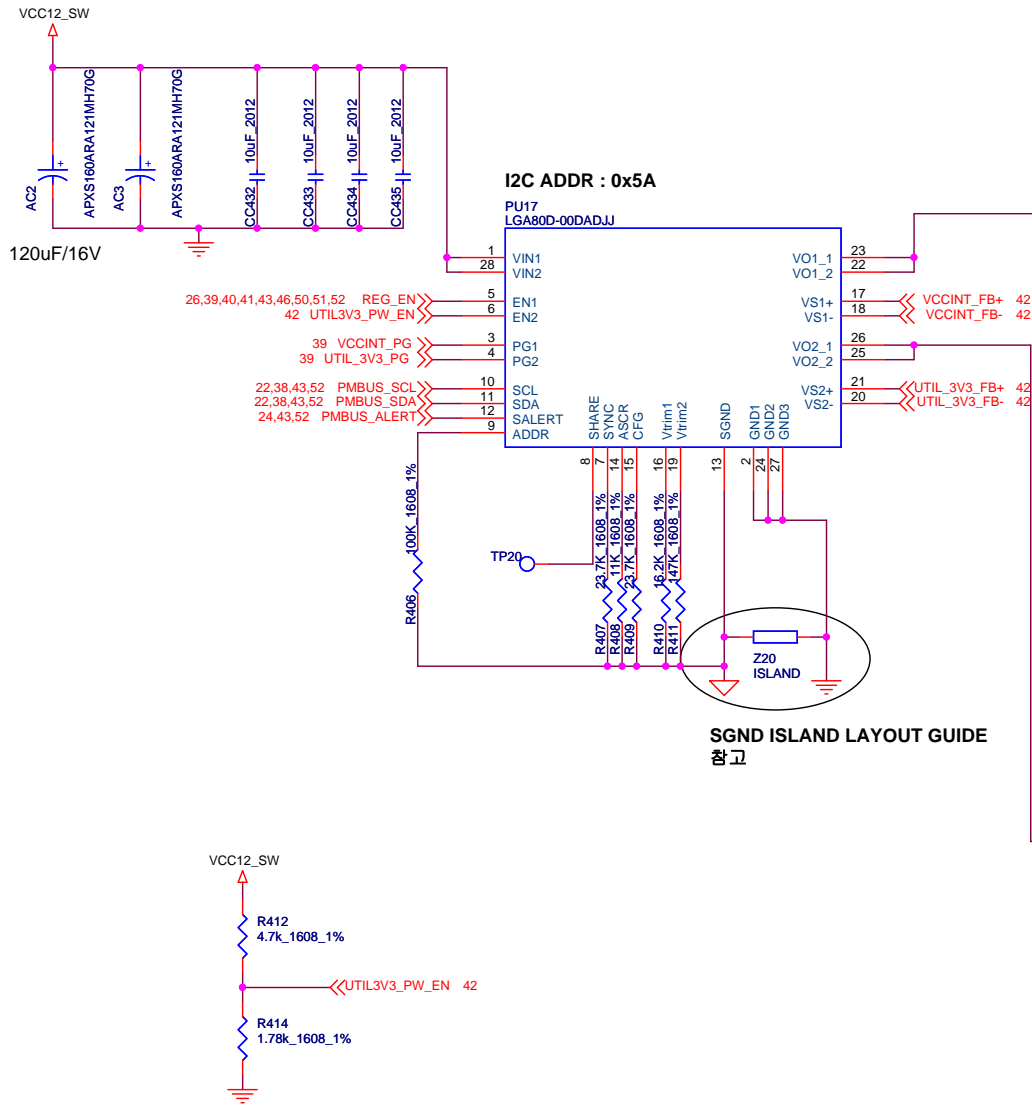 VCC12_SW
AC2
APXS160ARA121MH70G
AC3
APXS160ARA121MH70G
CC432
10uF_2012
CC433
10uF_2012
CC434
10uF_2012
CC435
10uF_2012
120uF/16V
I2C ADDR : 0x5A
PU17
LGA80D-00DADJJ
1 VIN1
28 VIN2
26,39,40,41,43,46,50,51,52 REG_EN 5 EN1
42 UTIL3V3_PW_EN 6 EN2
39 VCCINT_PG 3 PG1
39 UTIL_3V3_PG 4 PG2
22,38,43,52 PMBUS_SCL 10 SCL
22,38,43,52 PMBUS_SDA 11 SDA
24,43,52 PMBUS_ALERT 12 SALERT
9 ADDR
VO1_1 23
VO1_2 22
VS1+ 17 VCCINT_FB+ 42
VS1- 18 VCCINT_FB- 42
VO2_1 26
VO2_2 25
VS2+ 21 UTIL_3V3_FB+ 42
VS2- 20 UTIL_3V3_FB- 42
SHARE 8
SYNC 7
ASCR 14
CFG 15
Vtrim1 16
Vtrim2 19
SGND 13
GND1 2
GND2 24
GND3 27
R406
100K_1608_1%
TP20
R407
23.7K_1608_1%
R408
11K_1608_1%
R409
23.7K_1608_1%
R410
16.2K_1608_1%
R411
147K_1608_1%
Z20
ISLAND
SGND ISLAND LAYOUT GUIDE
참고
VCC12_SW
R412
4.7k_1608_1%
UTIL3V3_PW_EN 42
R414
1.78k_1608_1%